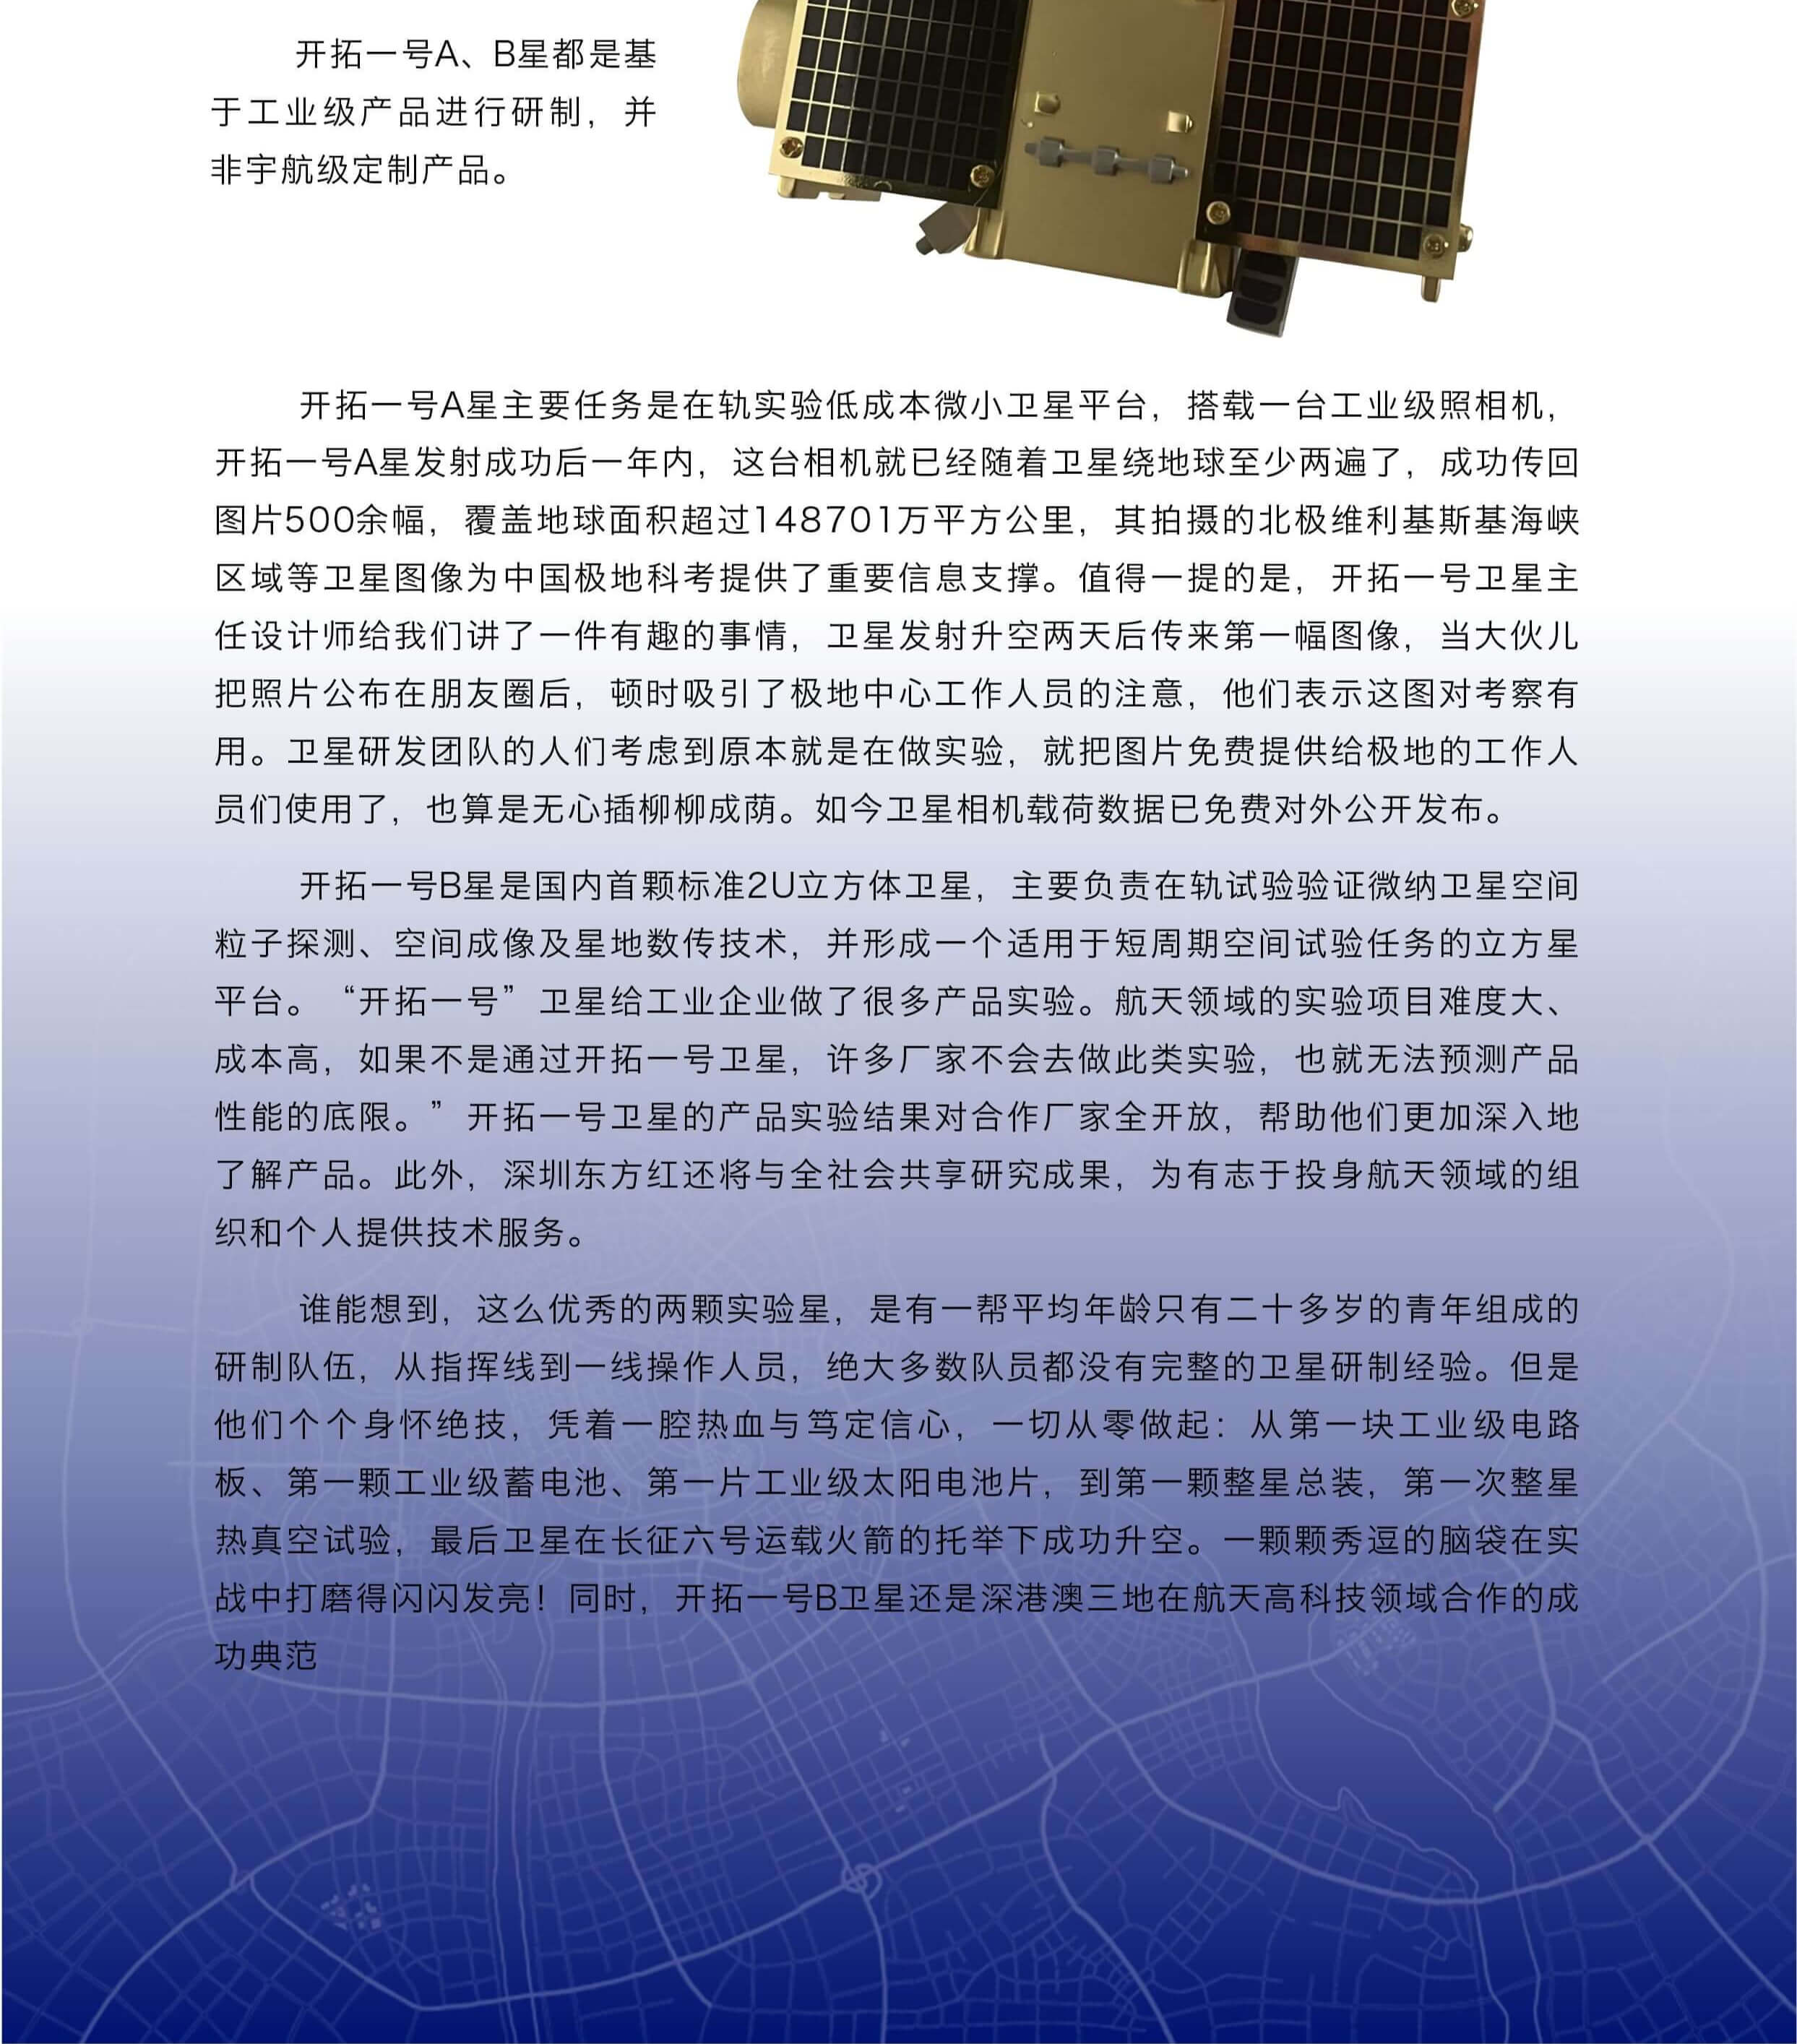 开拓一号A、B星都是基
于工业级产品进行研制，并
非宇航级定制产品。
开拓一号A星主要任务是在轨实验低成本微小卫星平台，搭载一台工业级照相机，
开拓一号A星发射成功后一年内，这台相机就已经随着卫星绕地球至少两遍了，成功传回
图片500余幅，覆盖地球面积超过148701万平方公里，其拍摄的北极维利基斯基海峡
区域等卫星图像为中国极地科考提供了重要信息支撑。值得一提的是，开拓一号卫星主
任设计师给我们讲了一件有趣的事情，卫星发射升空两天后传来第一幅图像，当大伙儿
把照片公布在朋友圈后，顿时吸引了极地中心工作人员的注意，他们表示这图对考察有
用。卫星研发团队的人们考虑到原本就是在做实验，就把图片免费提供给极地的工作人
员们使用了，也算是无心插柳柳成荫。如今卫星相机载荷数据已免费对外公开发布。
开拓一号B星是国内首颗标准2U立方体卫星，主要负责在轨试验验证微纳卫星空间
粒子探测、空间成像及星地数传技术，并形成一个适用于短周期空间试验任务的立方星
平台。“开拓一号”卫星给工业企业做了很多产品实验。航天领域的实验项目难度大、
成本高，如果不是通过开拓一号卫星，许多厂家不会去做此类实验，也就无法预测产品
性能的底限。”开拓一号卫星的产品实验结果对合作厂家全开放，帮助他们更加深入地
了解产品。此外，深圳东方红还将与全社会共享研究成果，为有志于投身航天领域的组
织和个人提供技术服务。
谁能想到，这么优秀的两颗实验星，是有一帮平均年龄只有二十多岁的青年组成的
研制队伍，从指挥线到一线操作人员，绝大多数队员都没有完整的卫星研制经验。但是
他们个个身怀绝技，凭着一腔热血与笃定信心，一切从零做起：从第一块工业级电路
板、第一颗工业级蓄电池、第一片工业级太阳电池片，到第一颗整星总装，第一次整星
热真空试验，最后卫星在长征六号运载火箭的托举下成功升空。一颗颗秀逗的脑袋在实
战中打磨得闪闪发亮！同时，开拓一号B卫星还是深港澳三地在航天高科技领域合作的成
功典范